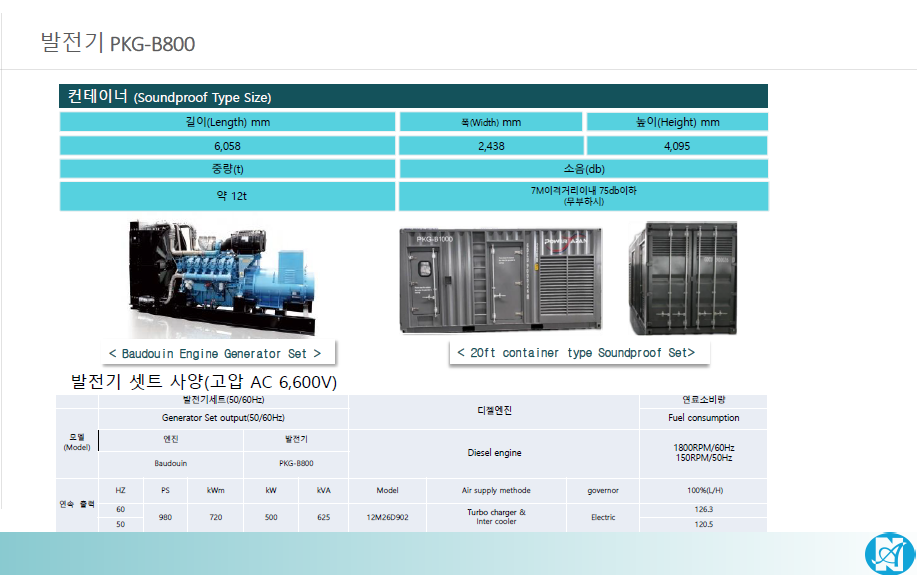 발전기 PKG-B800
컨테이너 (Soundproof Type Size)
길이(Length) mm 폭(Width) mm 높이(Height) mm
6,058 2,438 4,095
중량(t) 소음(db)
약 12t 7M이격거리이내 75db이하
(무부하시)
PKG-B1000
< Baudouin Engine Generator Set >
< 20ft container type Soundproof Set>
발전기 셋트 사양(고압 AC 6,600V)
발전기세트(50/60Hz) 디젤엔진 연료소비량
Generator Set output(50/60Hz) Fuel consumption
모델
(Model)
엔진 발전기 Diesel engine 1800RPM/60Hz
150RPM/50Hz
Baudouin PKG-B800
연속 출력 HZ PS kWm kW kVA Model Air supply methode governor 100%(L/H)
60 980 720 500 625 12M26D902 Turbo charger &
Inter cooler Electric 126.3
50 120.5